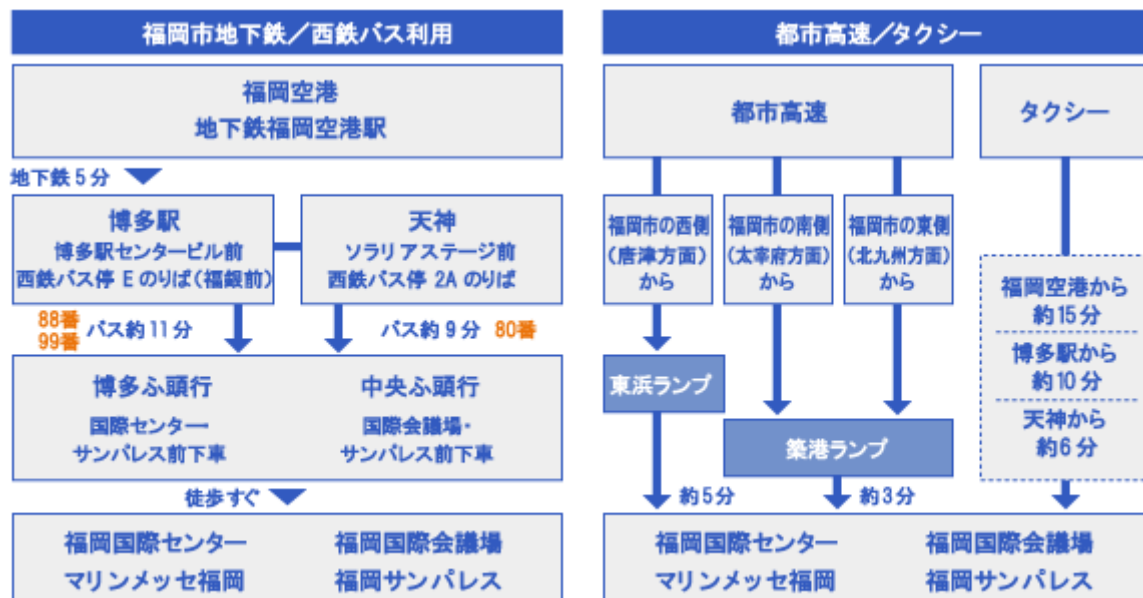 福岡市地下鉄／西鉄バス利用
福岡空港
地下鉄福岡空港駅
地下鉄5分
博多駅
博多駅センタービル前
西鉄バス停 E のりば（福銀前）
天神
ソラリアステージ前
西鉄バス停 2A のりば
88番
99番
バス約11分
バス約9分 80番
博多ふ頭行
国際センター・
サンパレス前下車
中央ふ頭行
国際会議場・
サンパレス前下車
徒歩すぐ
福岡国際センター
福岡国際会議場
マリンメッセ福岡
福岡サンパレス
都市高速／タクシー
都市高速
タクシー
福岡市の西側
（唐津方面）
から
福岡市の南側
（太宰府方面）
から
福岡市の東側
（北九州方面）
から
東浜ランプ
築港ランプ
約5分
約3分
福岡空港から
約15分
博多駅から
約10分
天神から
約6分
福岡国際センター
福岡国際会議場
マリンメッセ福岡
福岡サンパレス